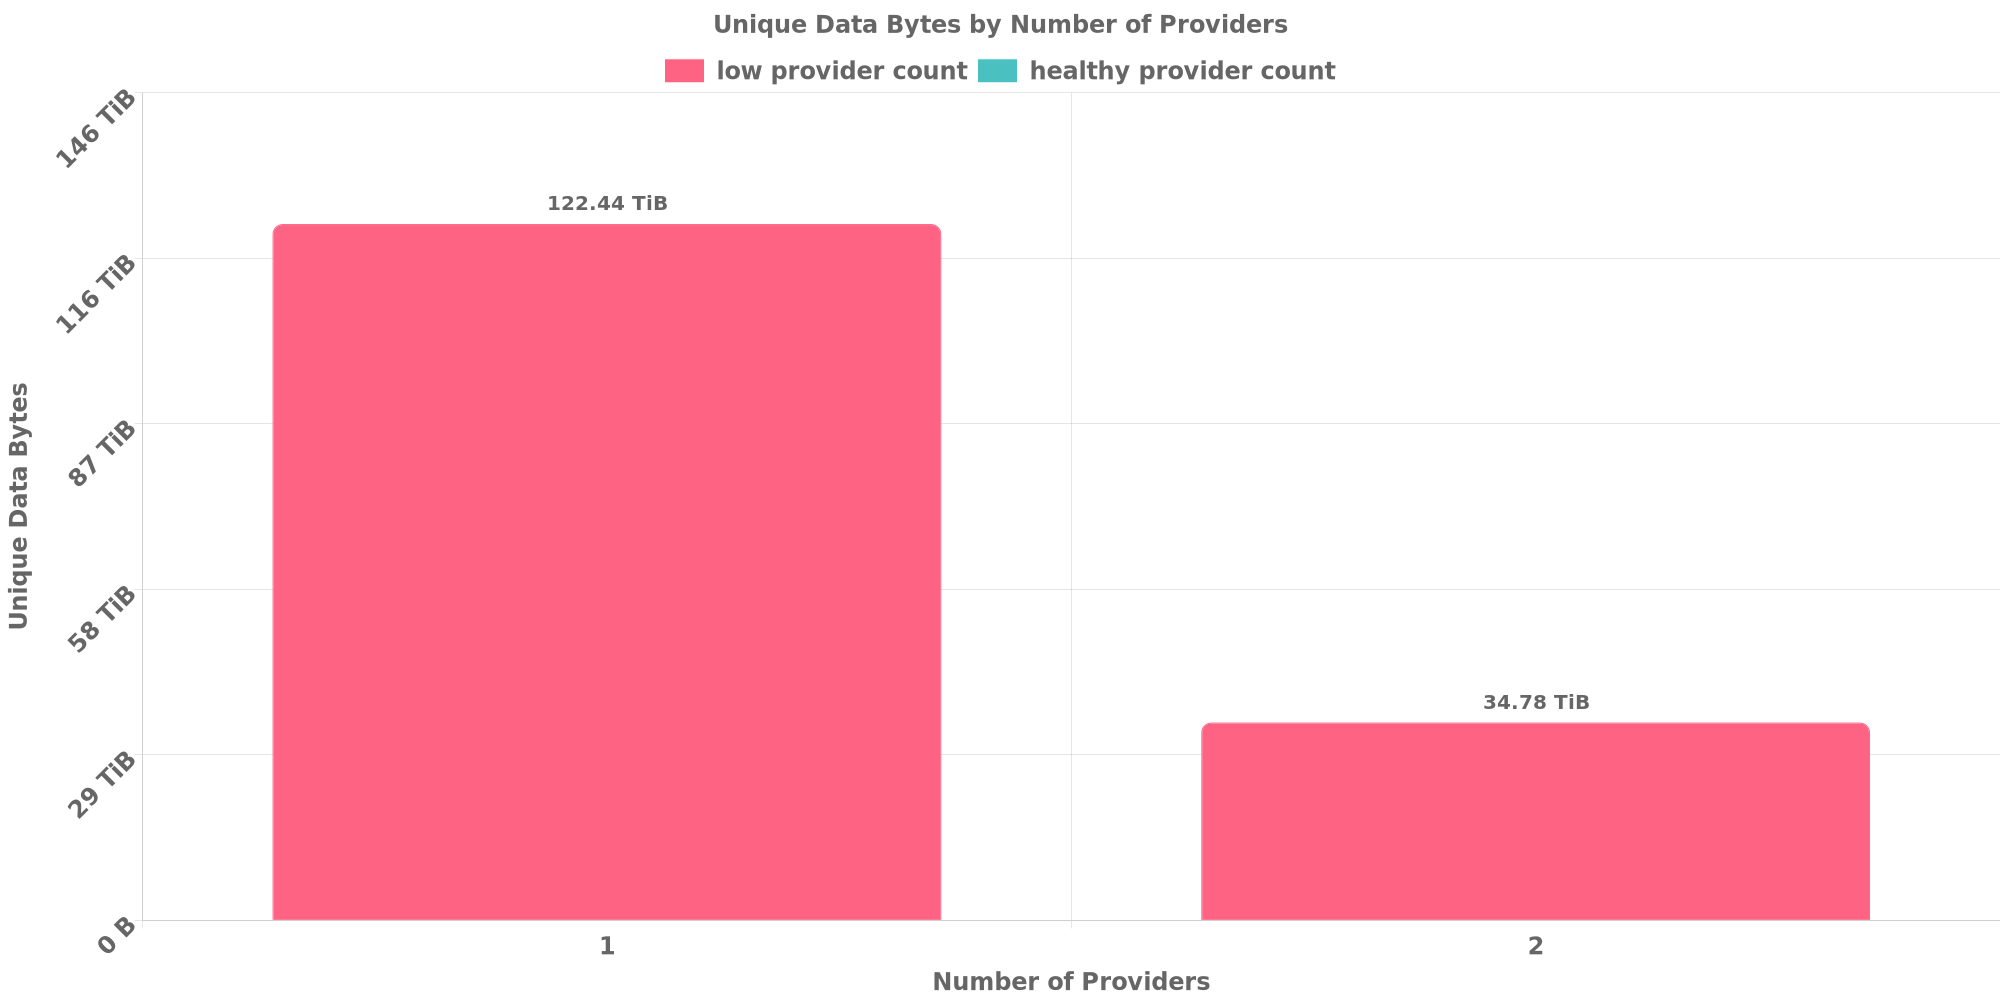 Unique Data Bytes by Number of Providers
low provider count healthy provider count
146 TiB
122.44 TiB
116 TiB
87 TiB
58 TiB
34.78 TiB
29 TiB
0 B
Unique Data Bytes
1 2
Number of Providers